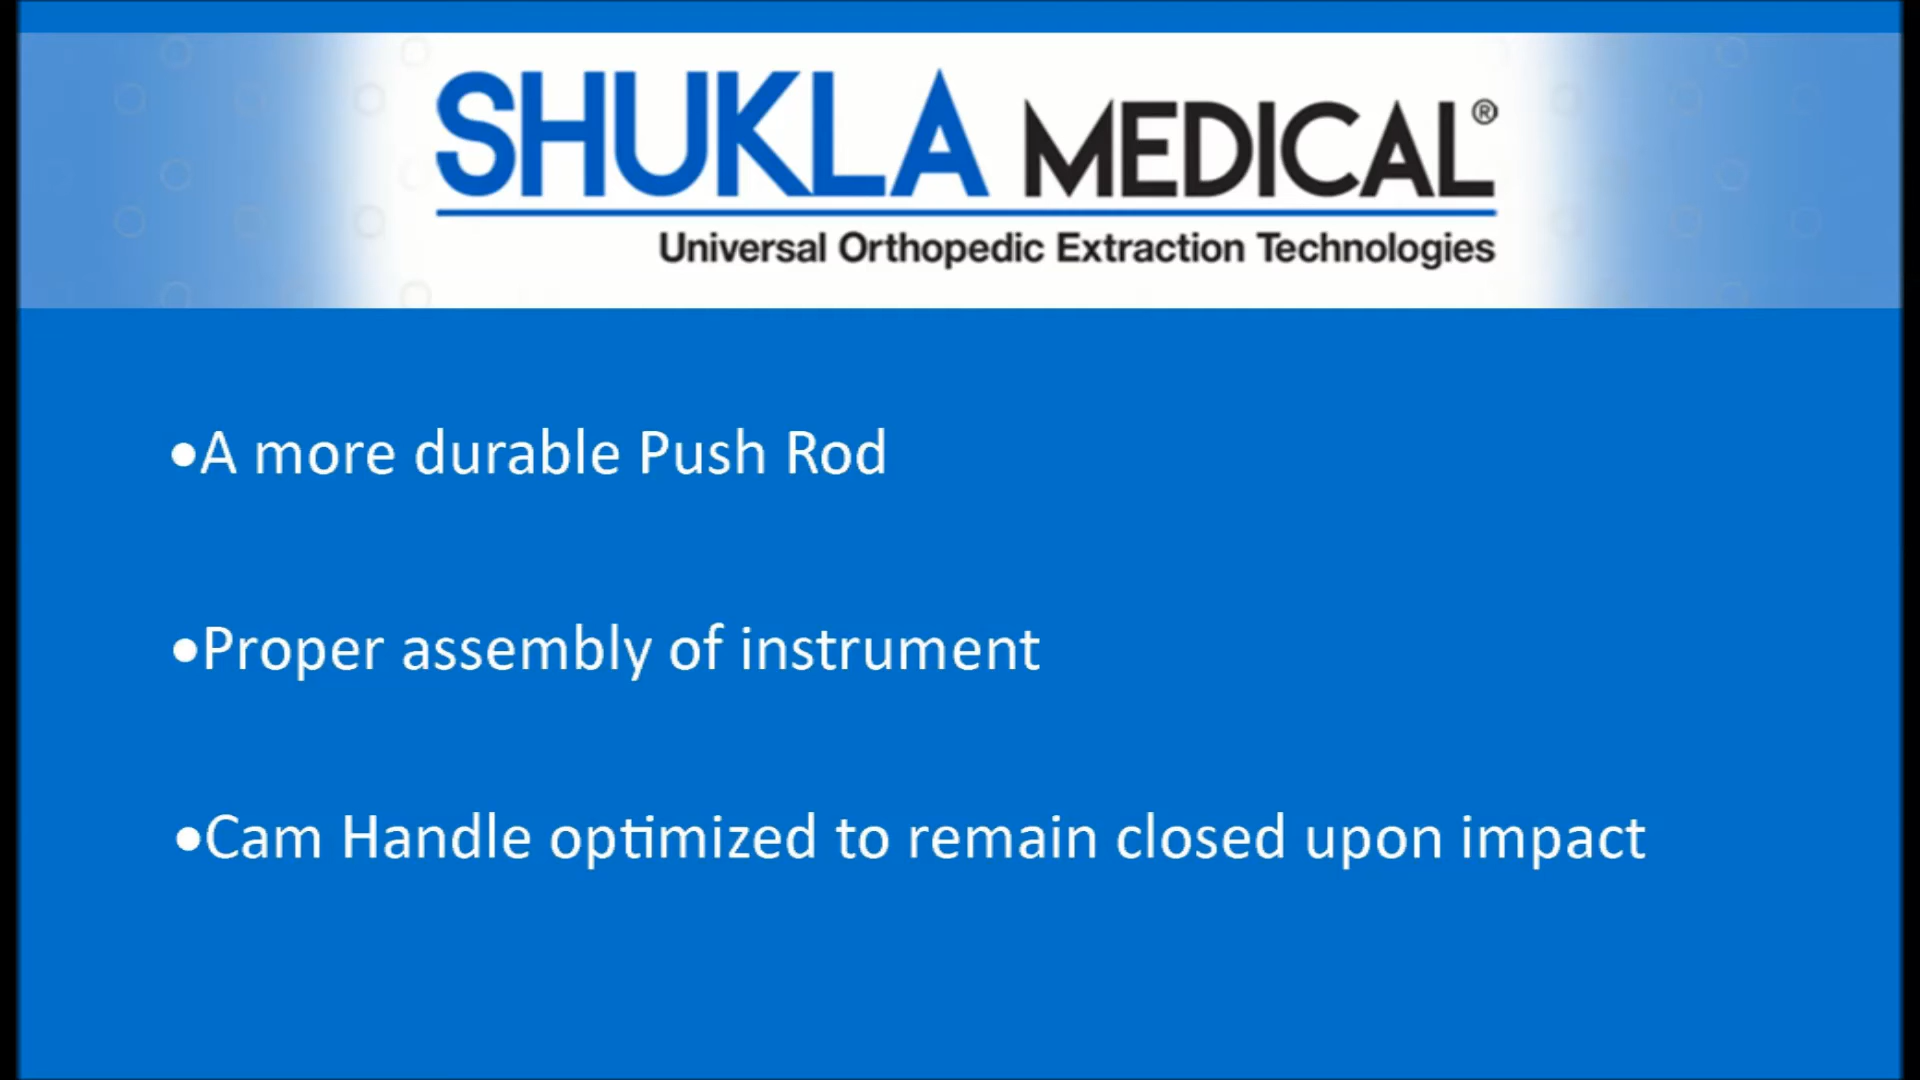 SHUKLA MEDICAL®
Universal Orthopedic Extraction Technologies
•A more durable Push Rod
•Proper assembly of instrument
•Cam Handle optimized to remain closed upon impact